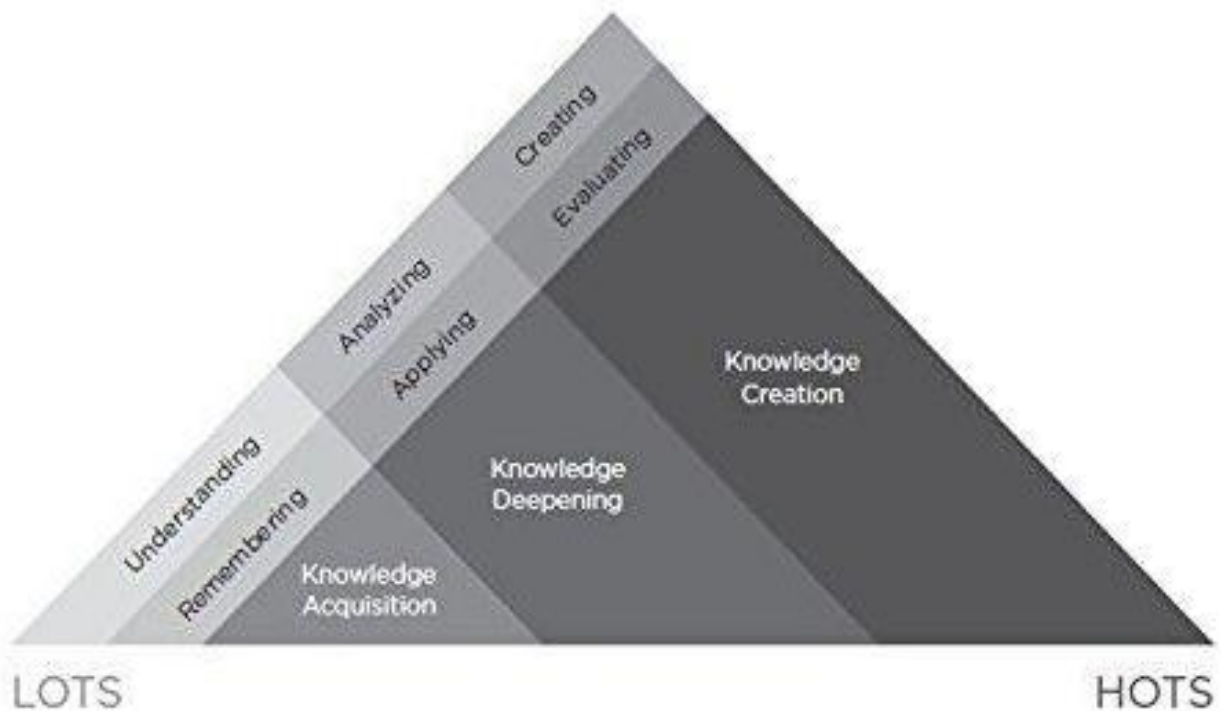 Creating
Evaluating
Analyzing
Applying
Understanding
Remembering
Knowledge
Creation
Knowledge
Deepening
Knowledge
Acquisition
LOTS
HOTS